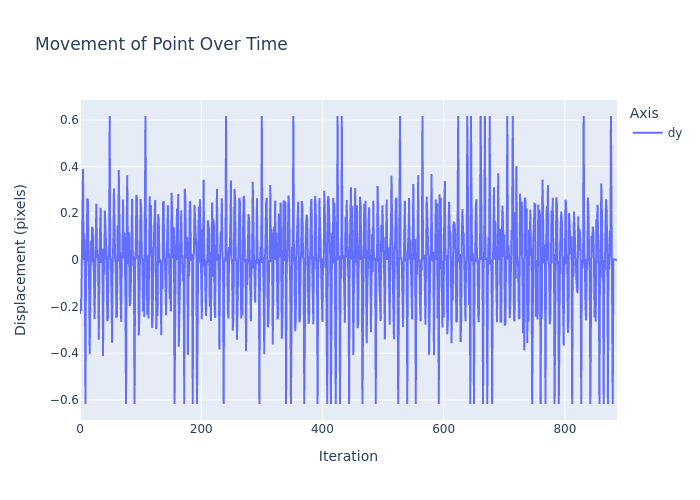 Movement of Point Over Time
Axis
dy
Displacement (pixels)
0.6
0.4
0.2
0
−0.2
−0.4
−0.6
0
200
400
600
800
Iteration